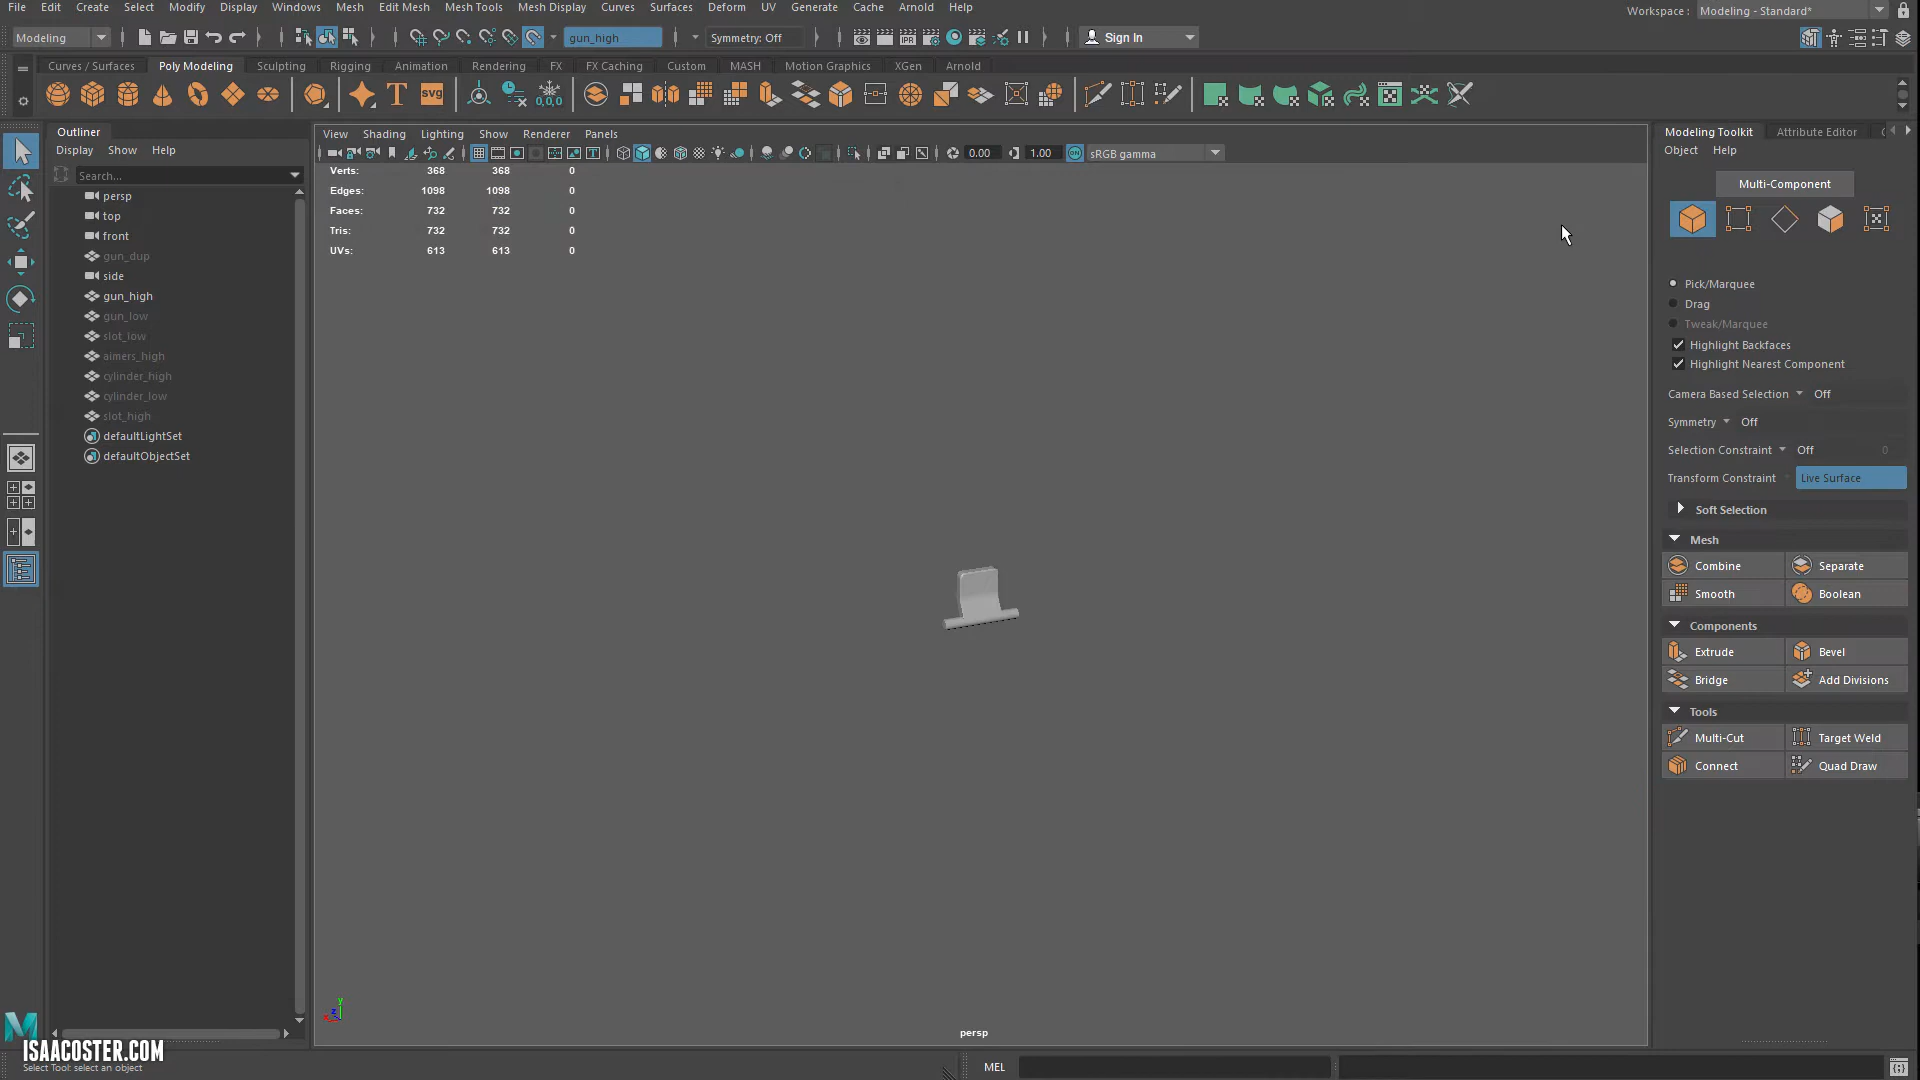 File Edit Create Select Modify Display Windows Mesh Edit Mesh Mesh Tools Mesh Display Curves Surfaces Deform UV Generate Cache Arnold Help
Workspace : Modeling - Standard*
Modeling
gun_high
Symmetry: Off
Sign In
Curves / Surfaces Poly Modeling Sculpting Rigging Animation Rendering FX FX Caching Custom MASH Motion Graphics XGen Arnold
T SVG 0,0,0
Outliner
Display Show Help
Search...
persp
top
front
gun_dup
side
gun_high
gun_low
slot_low
aimers_high
cylinder_high
cylinder_low
slot_high
defaultLightSet
defaultObjectSet
View Shading Lighting Show Renderer Panels
0.00 1.00 ON sRGB gamma
Verts: 368 368 0
Edges: 1098 1098 0
Faces: 732 732 0
Tris: 732 732 0
UVs: 613 613 0
y
z
x
persp
Modeling Toolkit Attribute Editor
Object Help
Multi-Component
Pick/Marquee
Drag
Tweak/Marquee
Highlight Backfaces
Highlight Nearest Component
Camera Based Selection Off
Symmetry Off
Selection Constraint Off 0
Transform Constraint Live Surface
Soft Selection
Mesh
Combine Separate
Smooth Boolean
Components
Extrude Bevel
Bridge Add Divisions
Tools
Multi-Cut Target Weld
Connect Quad Draw
M
ISAACOSTER.COM
Select Tool: select an object
MEL